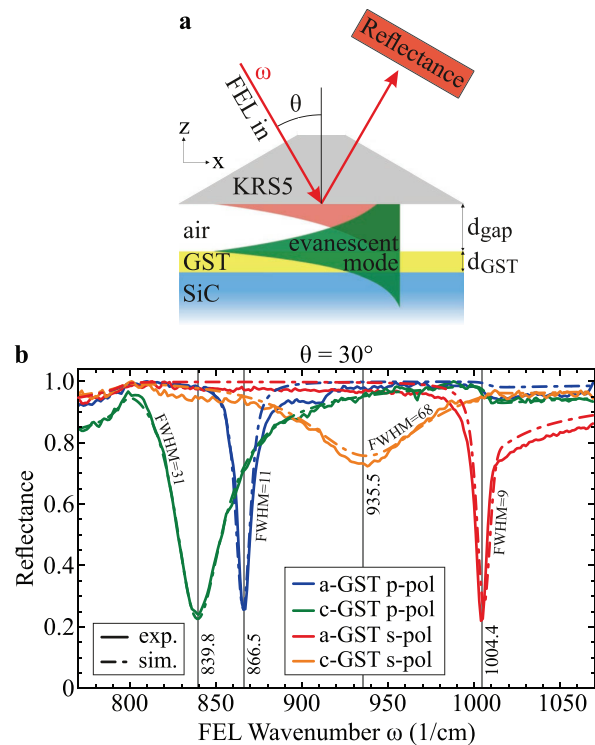 a
Reflectance
ω
FEL in
θ
z
x
KRS5
air
evanescent
mode
dgap
GST
dGST
SiC
b
θ = 30°
1.0
0.8
0.6
0.4
0.2
0
Reflectance
FWHM=31
FWHM=11
FWHM=68
FWHM=9
839.8
866.5
935.5
1004.4
exp.
sim.
a-GST p-pol
c-GST p-pol
a-GST s-pol
c-GST s-pol
800 850 900 950 1000 1050
FEL Wavenumber ω (1/cm)